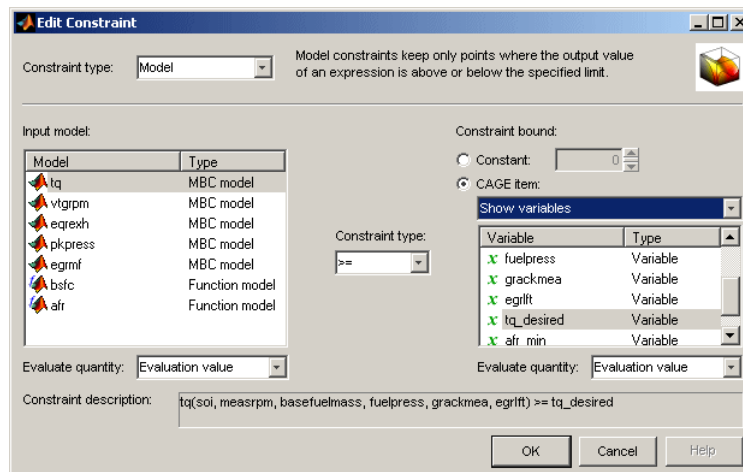 Edit Constraint
Constraint type: Model
Model constraints keep only points where the output value
of an expression is above or below the specified limit.
Input model:
Model Type
tq MBC model
vtgrpm MBC model
eqrexh MBC model
pkpress MBC model
egrmf MBC model
bsfc Function model
afr Function model
Evaluate quantity: Evaluation value
Constraint type:
>=
Constraint bound:
Constant: 0
CAGE item:
Show variables
Variable Type
fuelpress Variable
grackmea Variable
egrlft Variable
tq_desired Variable
afr_min Variable
Evaluate quantity: Evaluation value
Constraint description: tq(soi, measrpm, basefuelmass, fuelpress, grackmea, egrlft) >= tq_desired
OK Cancel Help